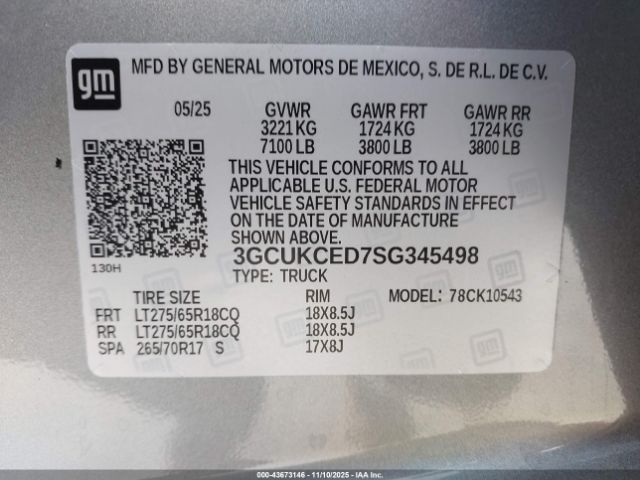 gm
MFD BY GENERAL MOTORS DE MEXICO, S. DE R.L. DE C.V.
05/25 GVWR GAWR FRT GAWR RR
3221 KG 1724 KG 1724 KG
7100 LB 3800 LB 3800 LB
THIS VEHICLE CONFORMS TO ALL
APPLICABLE U.S. FEDERAL MOTOR
VEHICLE SAFETY STANDARDS IN EFFECT
ON THE DATE OF MANUFACTURE
SHOWN ABOVE.
3GCUKCED7SG345498
130H
TYPE: TRUCK
TIRE SIZE RIM MODEL: 78CK10543
FRT LT275/65R18CQ 18X8.5J
RR LT275/65R18CQ 18X8.5J
SPA 265/70R17 S 17X8J
000-43673146 - 11/10/2025 - IAA Inc.